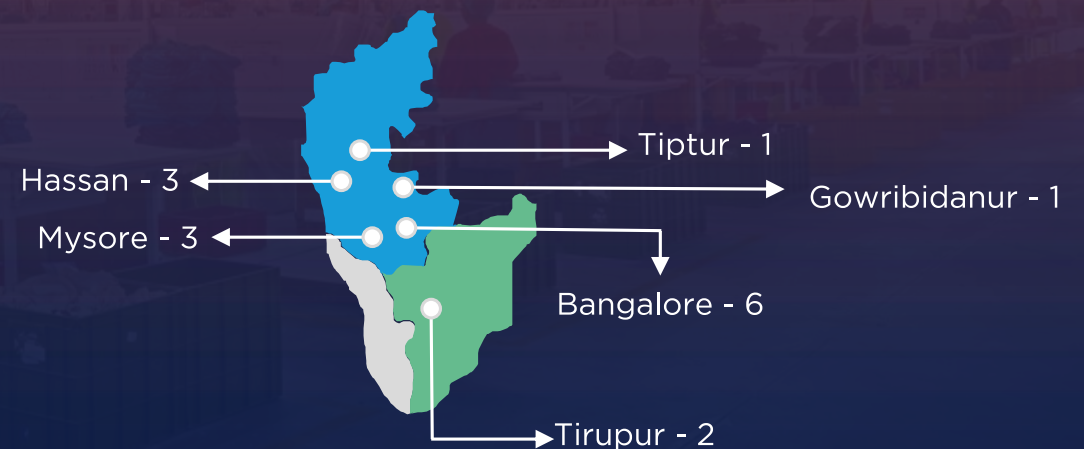 Tiptur - 1
Hassan - 3
Gowribidanur - 1
Mysore - 3
Bangalore - 6
Tirupur - 2